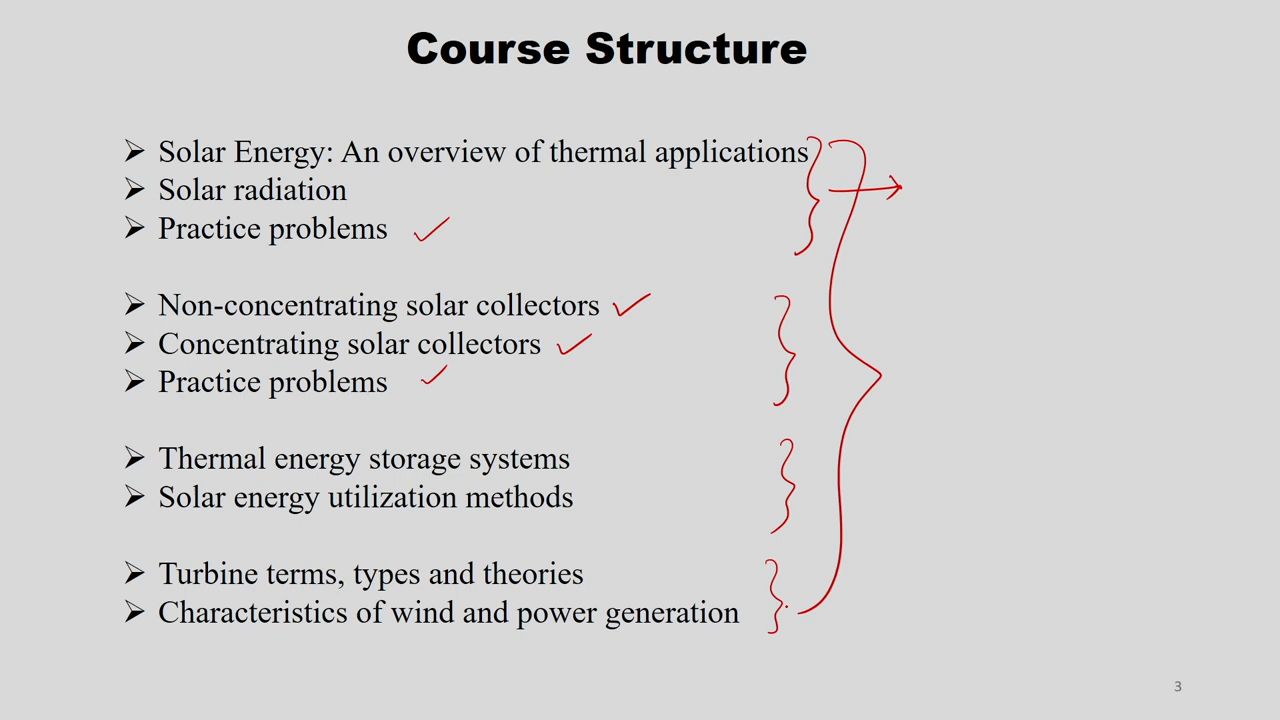 Course Structure
➢ Solar Energy: An overview of thermal applications
➢ Solar radiation
➢ Practice problems
➢ Non-concentrating solar collectors
➢ Concentrating solar collectors
➢ Practice problems
➢ Thermal energy storage systems
➢ Solar energy utilization methods
➢ Turbine terms, types and theories
➢ Characteristics of wind and power generation
3